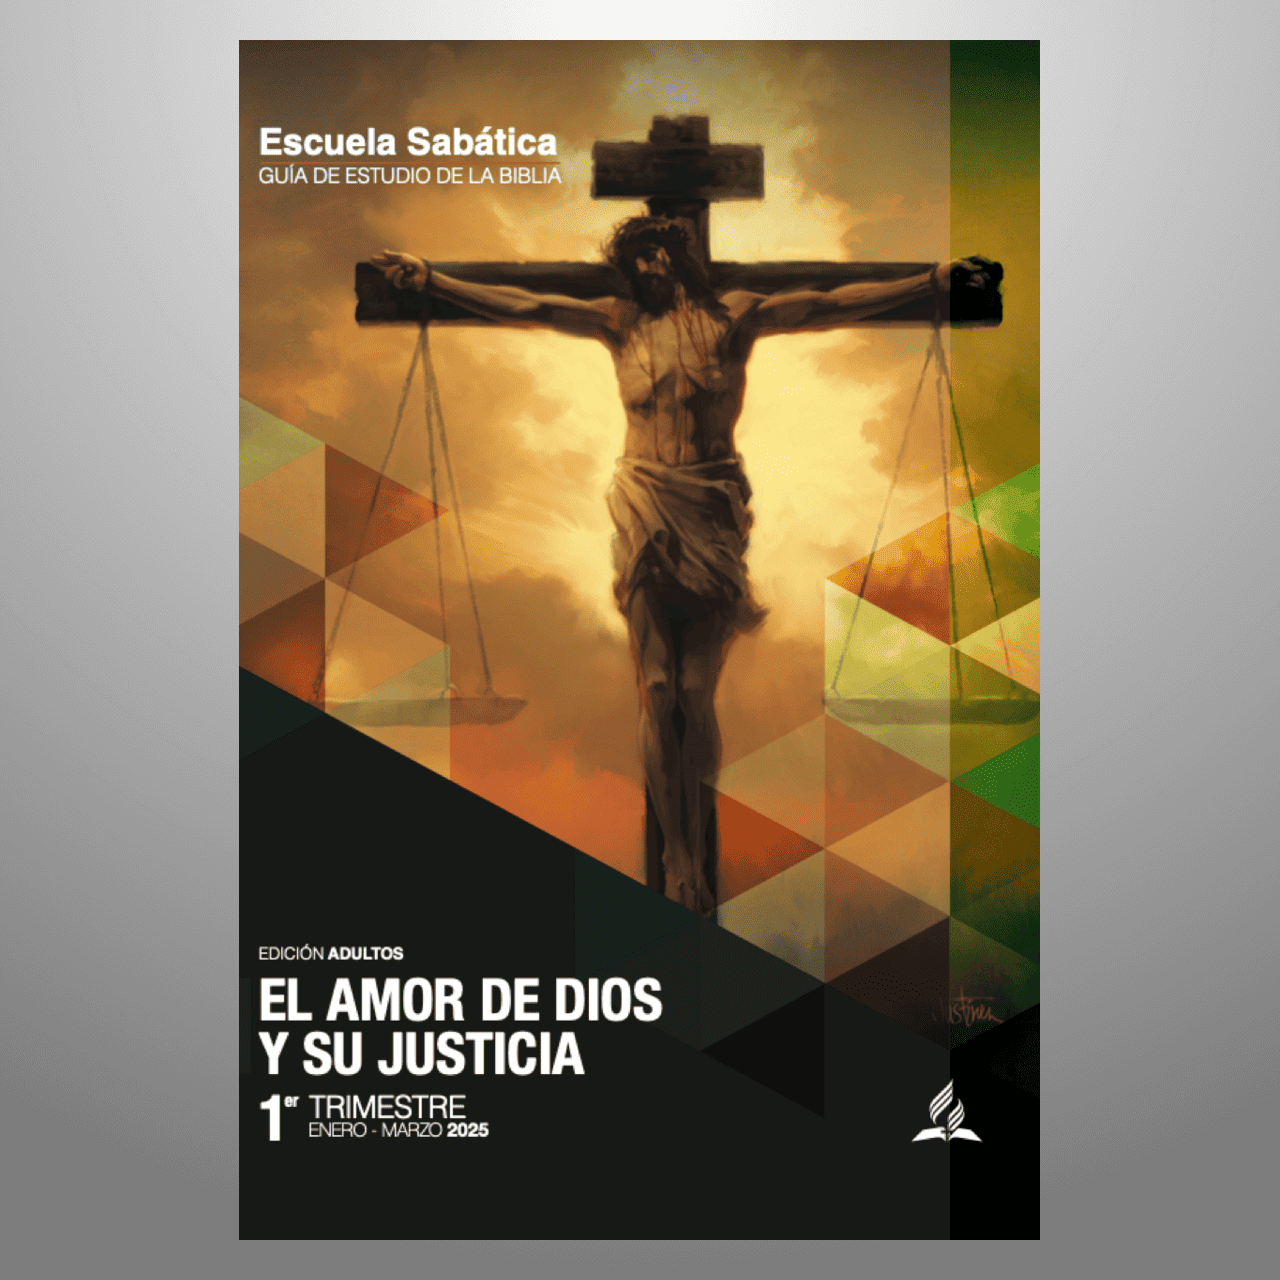 Escuela Sabática
GUÍA DE ESTUDIO DE LA BIBLIA
EDICIÓN ADULTOS
EL AMOR DE DIOS
Y SU JUSTICIA
1er TRIMESTRE
ENERO - MARZO 2025